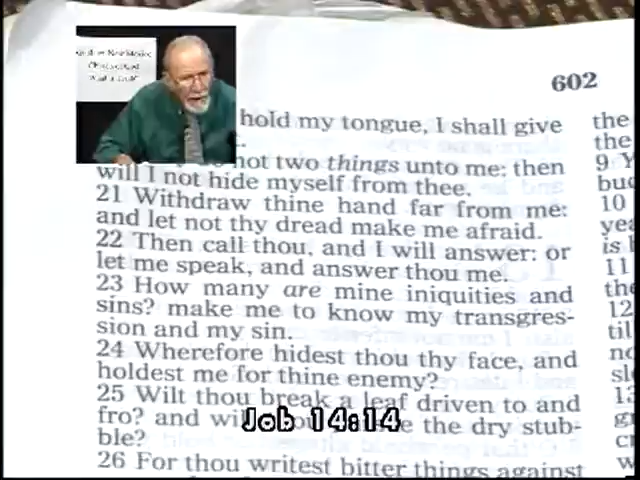 602
hold my tongue, I shall give
not two things unto me: then
will I not hide myself from thee.
21 Withdraw thine hand far from me:
and let not thy dread make me afraid.
22 Then call thou, and I will answer: or
let me speak, and answer thou me.
23 How many are mine iniquities and
sins? make me to know my transgres-
sion and my sin.
24 Wherefore hidest thou thy face, and
holdest me for thine enemy?
25 Wilt thou break a leaf driven to and
fro? and the dry stub-
ble?
26 For thou writest bitter things against
the
the
9
10
11
12
Job 14:14